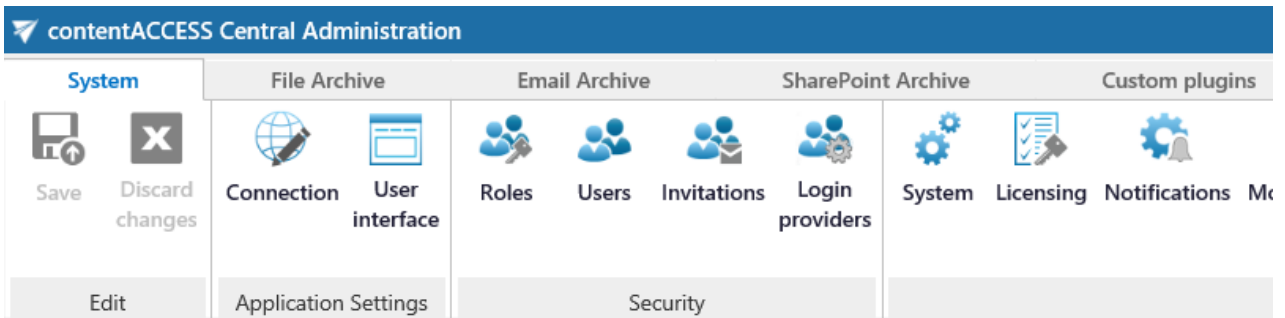 contentACCESS Central Administration
System File Archive Email Archive SharePoint Archive Custom plugins
Save Discard changes Connection User interface Roles Users Invitations Login providers System Licensing Notifications
Edit Application Settings Security